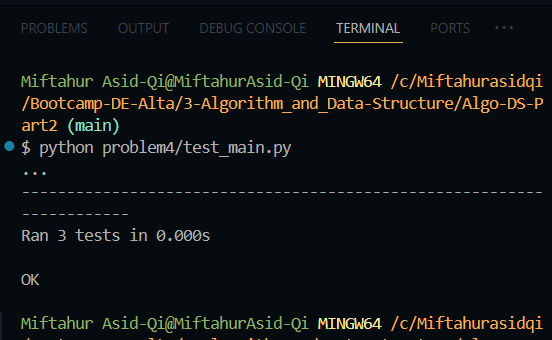 PROBLEMS OUTPUT DEBUG CONSOLE TERMINAL PORTS ...
Miftahur Asid-Qi@MiftahurAsid-Qi MINGW64 /c/Miftahurasidqi
/Bootcamp-DE-Alta/3-Algorithm_and_Data-Structure/Algo-DS-P
art2 (main)
$ python problem4/test_main.py
...
----------------------------------------------------------
------------
Ran 3 tests in 0.000s
OK
Miftahur Asid-Qi@MiftahurAsid-Qi MINGW64 /c/Miftahurasidqi